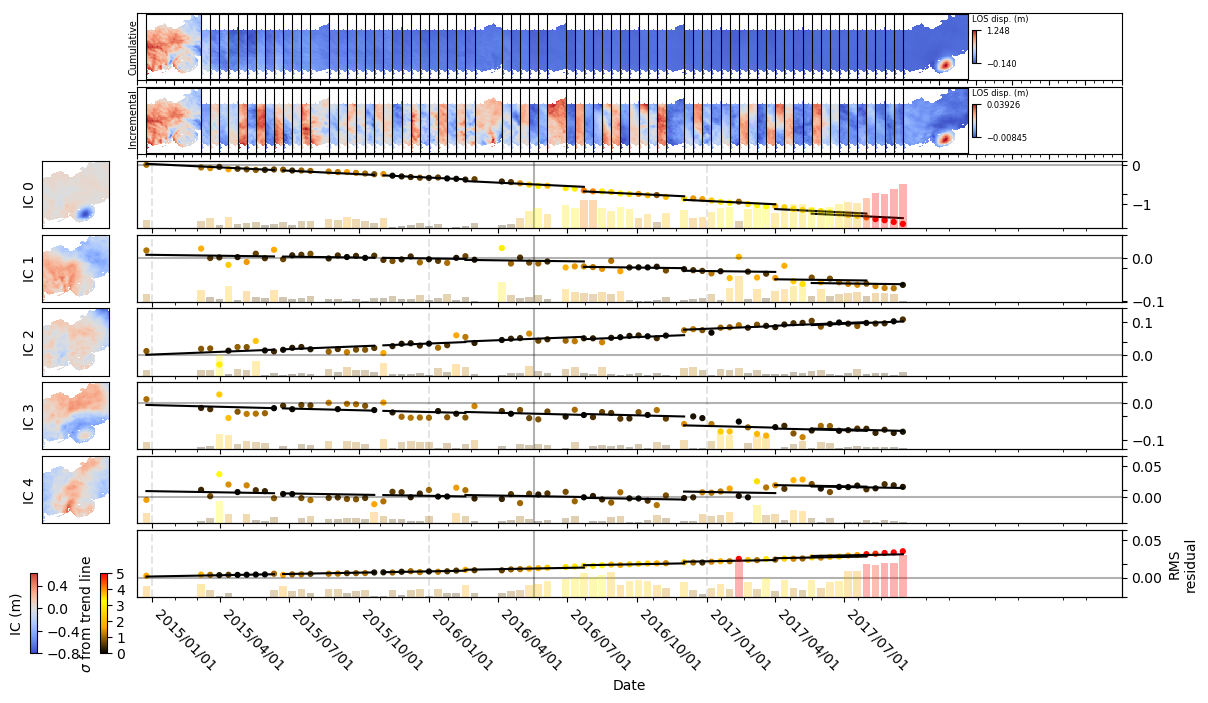 Cumulative
LOS disp. (m)
1.248
−0.140
Incremental
LOS disp. (m)
0.03926
−0.00845
IC 0
0
−1
IC 1
0.0
−0.1
IC 2
0.1
0.0
IC 3
0.0
−0.1
IC 4
0.05
0.00
0.05
0.00
RMS
residual
IC (m)
0.4
0.0
−0.4
−0.8
σ from trend line
5
4
3
2
1
0
2015/01/01
2015/04/01
2015/07/01
2015/10/01
2016/01/01
2016/04/01
2016/07/01
2016/10/01
2017/01/01
2017/04/01
2017/07/01
Date